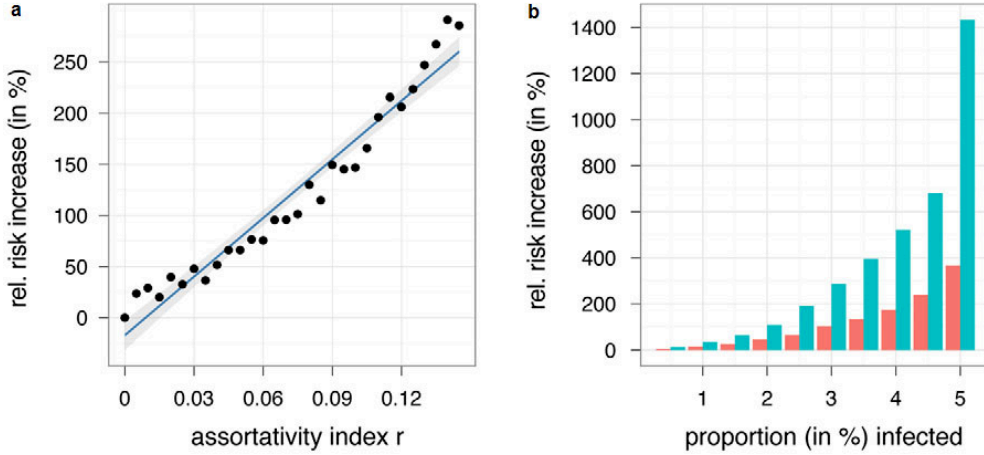 a
rel. risk increase (in %)
250
200
150
100
50
0
0 0.03 0.06 0.09 0.12
assortativity index r
b
rel. risk increase (in %)
1400
1200
1000
800
600
400
200
0
1 2 3 4 5
proportion (in %) infected